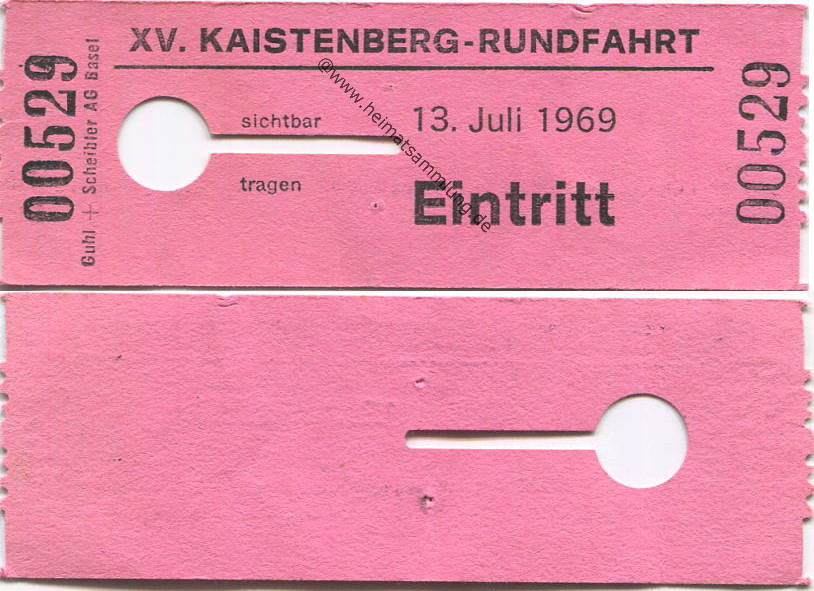 XV. KAISTENBERG-RUNDFAHRT
00529
Guhl + Scheibler AG Basel
sichtbar
tragen
13. Juli 1969
Eintritt
00529
@www.heimatsammlung.de